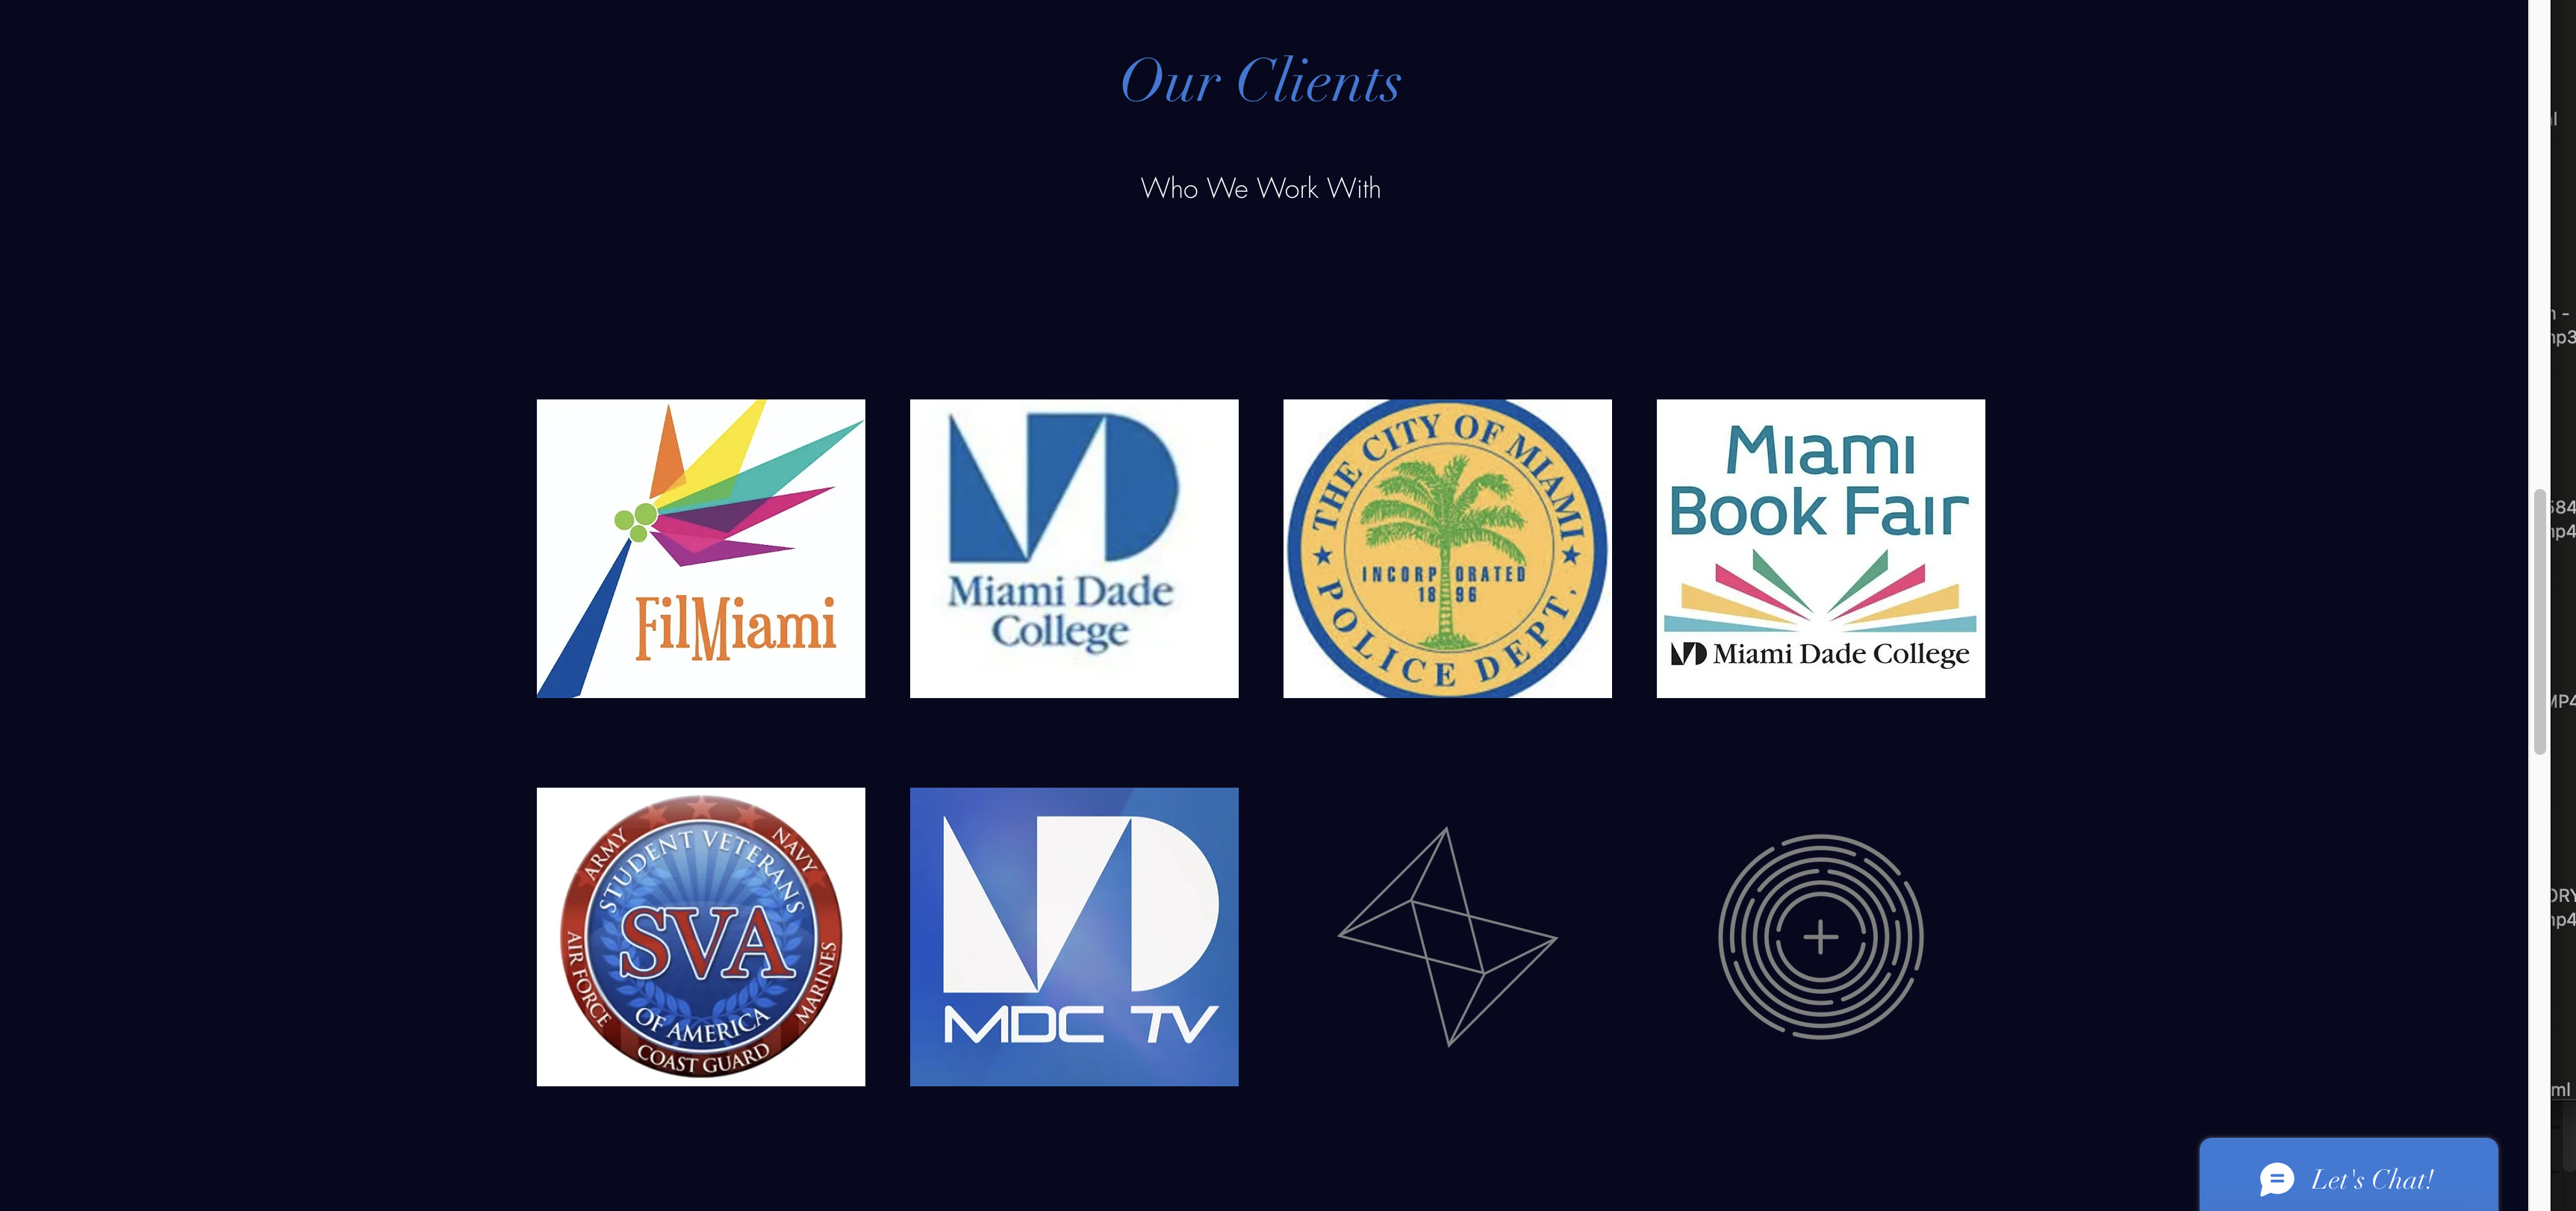 Our Clients
Who We Work With
FilMiami
Miami Dade
College
THE CITY OF MIAMI
INCORPORATED
1896
POLICE DEPT.
Miami
Book Fair
Miami Dade College
ARMY
NAVY
STUDENT VETERANS
SVA
AIR FORCE
MARINES
OF AMERICA
COAST GUARD
MDC TV
Let's Chat!